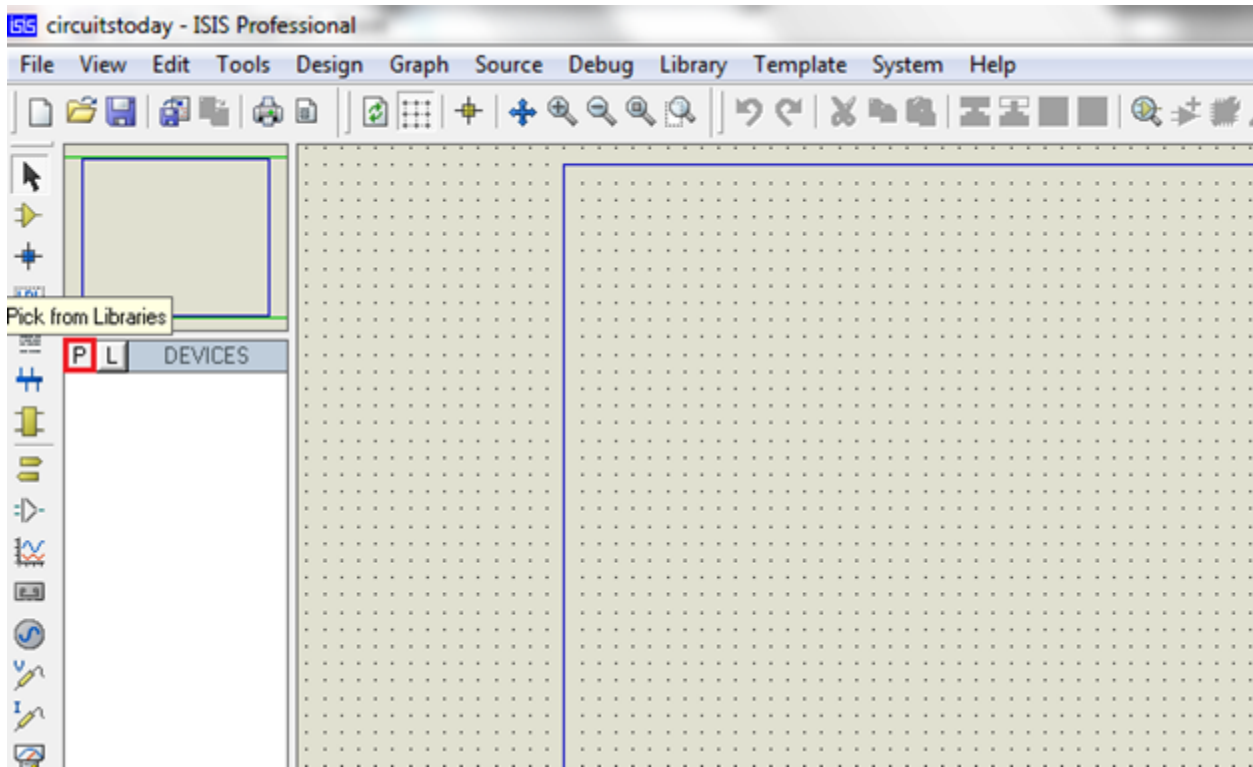 ISIS circuitstoday - ISIS Professional
File View Edit Tools Design Graph Source Debug Library Template System Help
Pick from Libraries
P L DEVICES
V
I